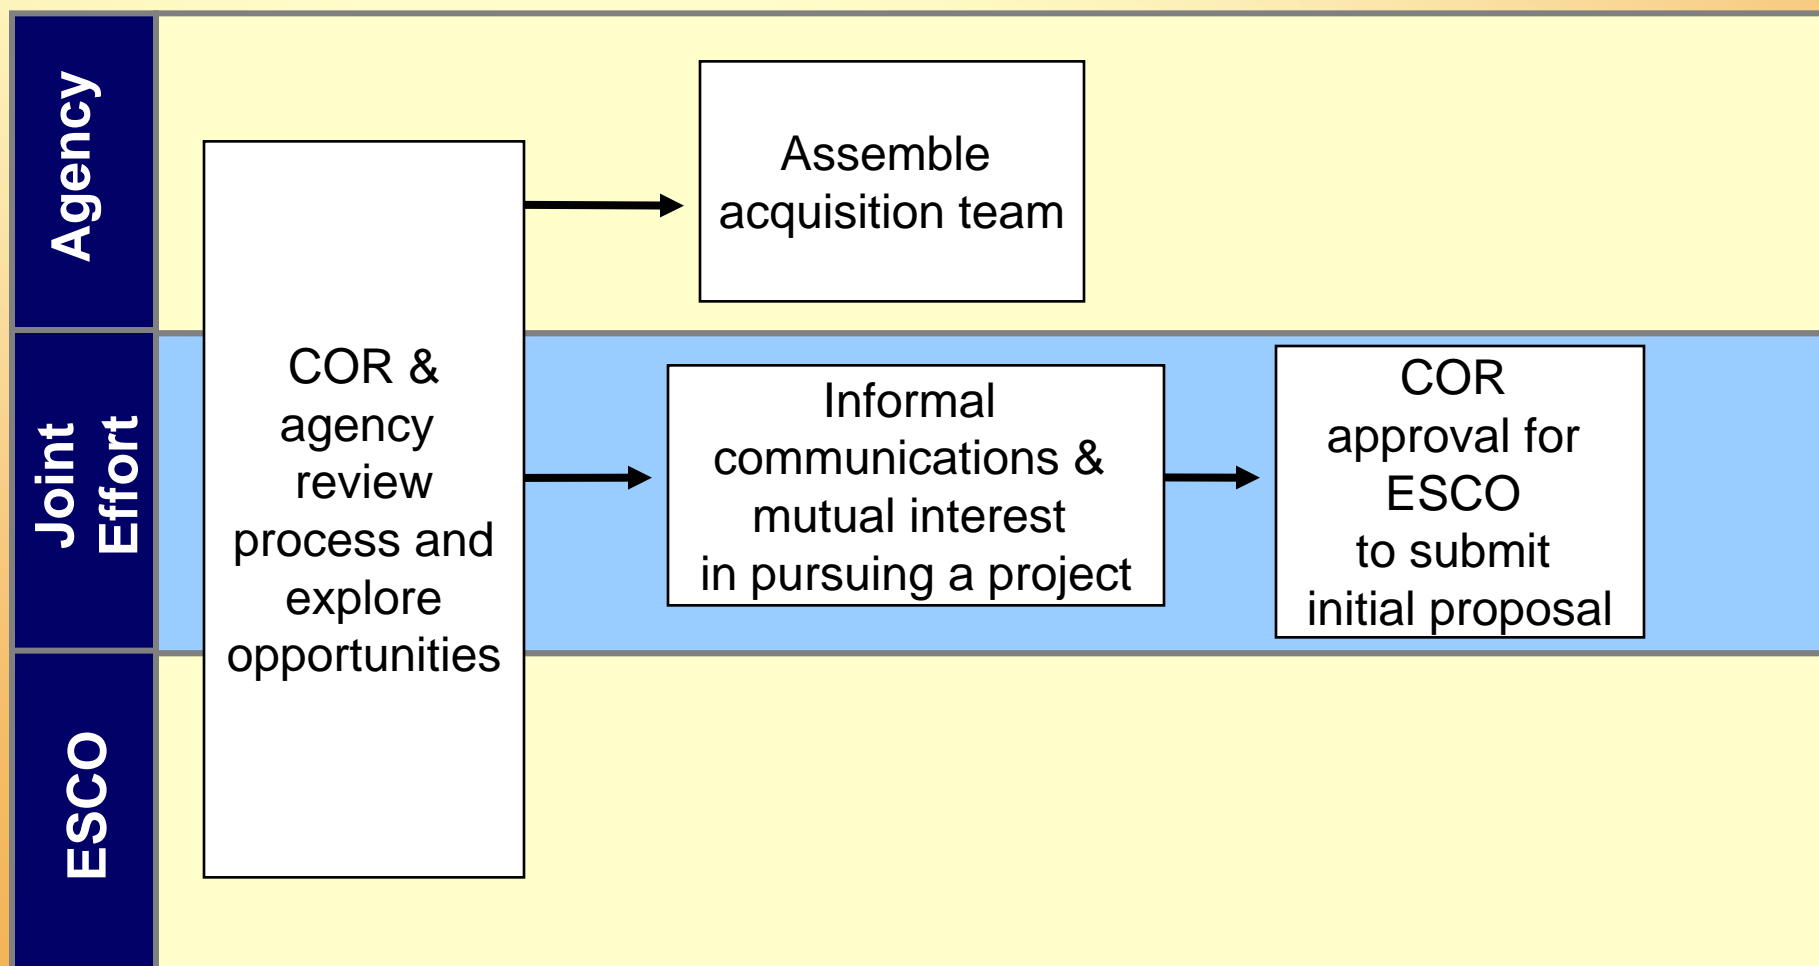 Agency
Joint
Effort
ESCO
COR &
agency
review
process and
explore
opportunities
Assemble
acquisition team
Informal
communications &
mutual interest
in pursuing a project
COR
approval for
ESCO
to submit
initial proposal